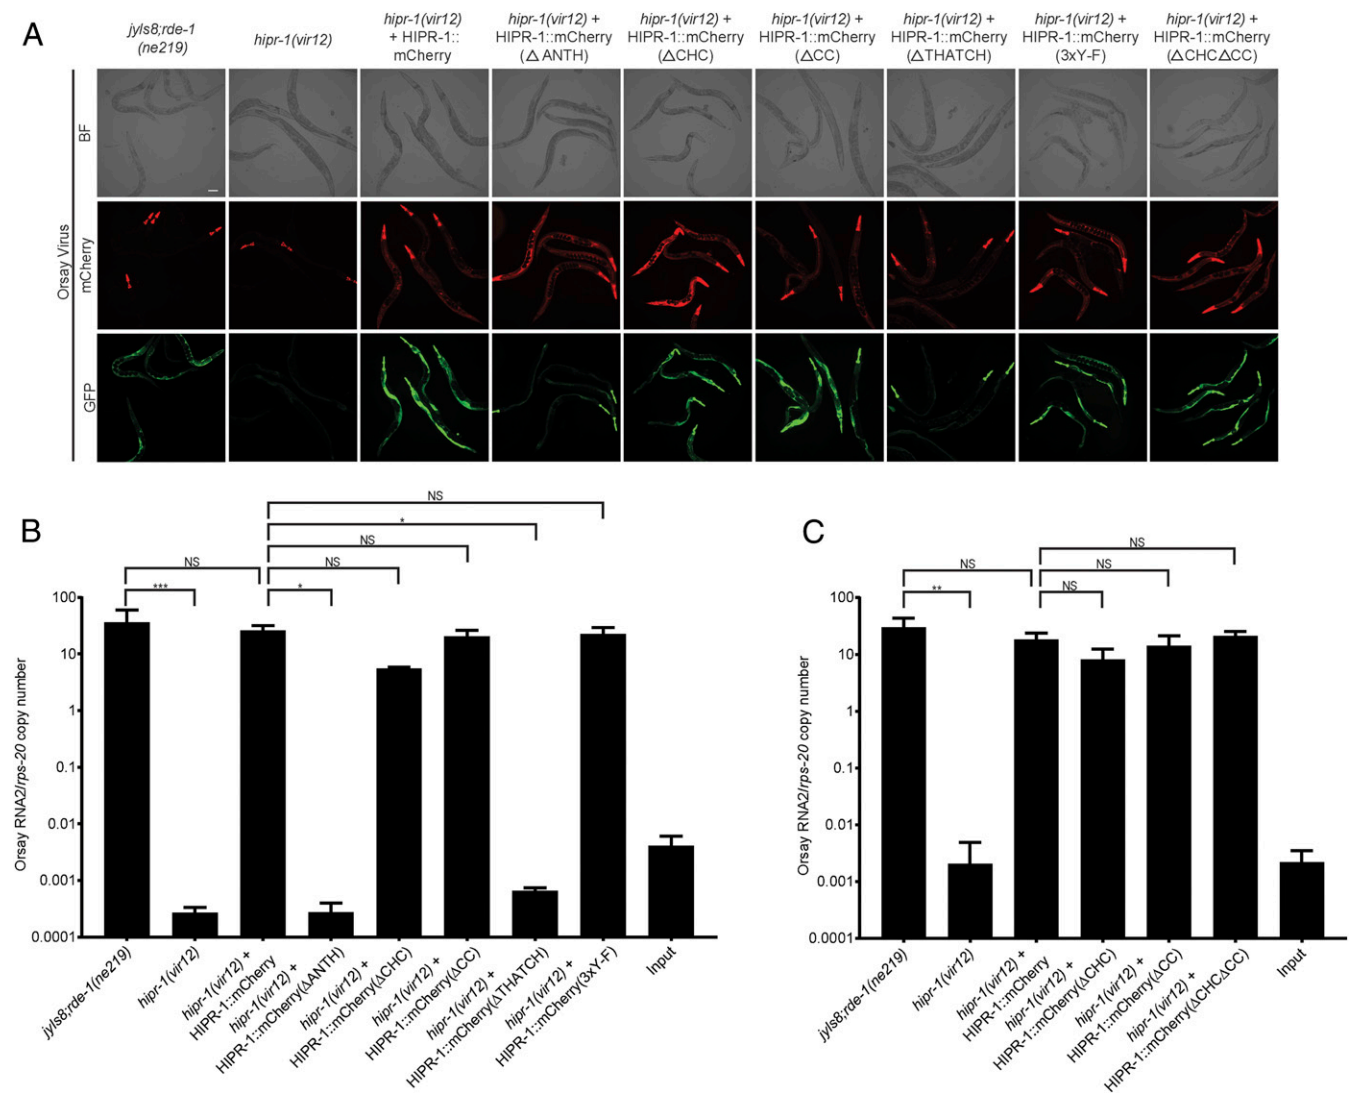 A
jyIs8;rde-1
(ne219)
hipr-1(vir12)
hipr-1(vir12)
+ HIPR-1::
mCherry
hipr-1(vir12) +
HIPR-1::mCherry
(△ANTH)
hipr-1(vir12) +
HIPR-1::mCherry
(△CHC)
hipr-1(vir12) +
HIPR-1::mCherry
(△CC)
hipr-1(vir12) +
HIPR-1::mCherry
(△THATCH)
hipr-1(vir12) +
HIPR-1::mCherry
(3xY-F)
hipr-1(vir12) +
HIPR-1::mCherry
(△CHC△CC)
Orsay Virus
BF
mCherry
GFP
B
NS
*
NS
NS
NS
***
*
100
10
1
0.1
0.01
0.001
0.0001
Orsay RNA2/rps-20 copy number
jyIs8;rde-1(ne219)
hipr-1(vir12)
hipr-1(vir12) +
HIPR-1::mCherry
hipr-1(vir12) +
HIPR-1::mCherry(ΔANTH)
hipr-1(vir12) +
HIPR-1::mCherry(ΔCHC)
hipr-1(vir12) +
HIPR-1::mCherry(ΔCC)
hipr-1(vir12) +
HIPR-1::mCherry(ΔTHATCH)
hipr-1(vir12) +
HIPR-1::mCherry(3xY-F)
Input
C
NS
NS
NS
**
NS
100
10
1
0.1
0.01
0.001
0.0001
Orsay RNA2/rps-20 copy number
jyIs8;rde-1(ne219)
hipr-1(vir12)
hipr-1(vir12) +
HIPR-1::mCherry
hipr-1(vir12) +
HIPR-1::mCherry(ΔCHC)
hipr-1(vir12) +
HIPR-1::mCherry(ΔCC)
hipr-1(vir12) +
HIPR-1::mCherry(ΔCHCΔCC)
Input